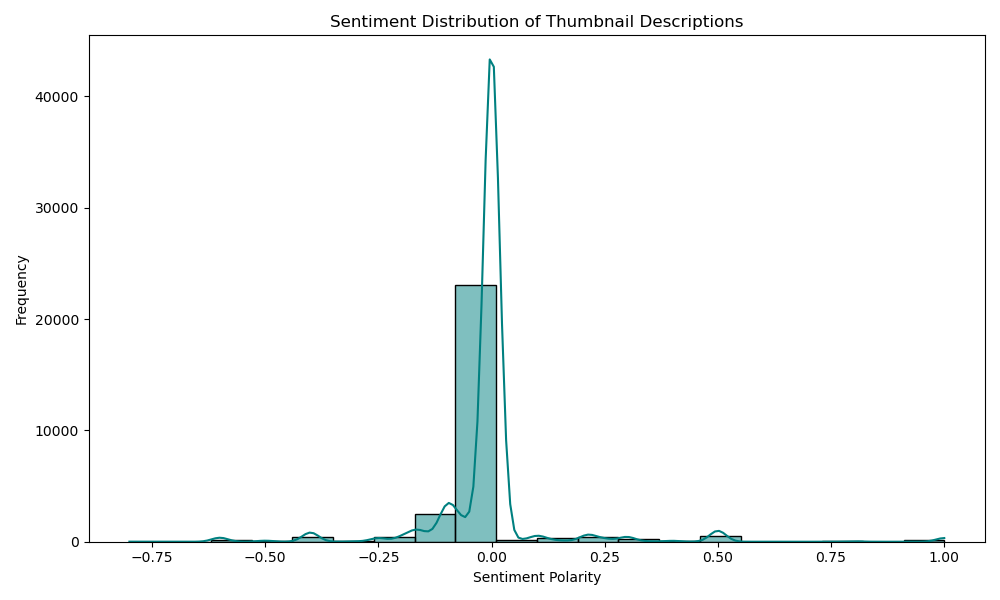 Sentiment Distribution of Thumbnail Descriptions
Frequency
40000
30000
20000
10000
0
−0.75 −0.50 −0.25 0.00 0.25 0.50 0.75 1.00
Sentiment Polarity